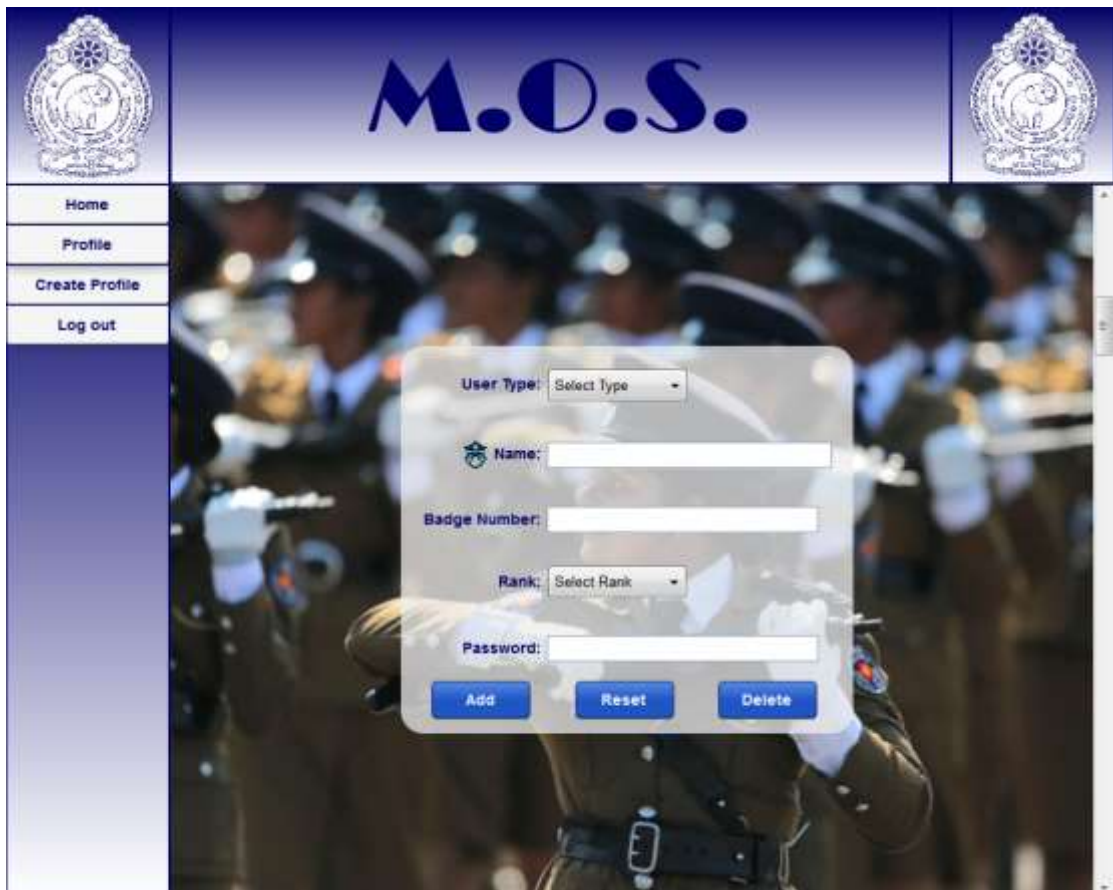 M.O.S.
Home
Profile
Create Profile
Log out
User Type: Select Type
Name:
Badge Number:
Rank: Select Rank
Password:
Add Reset Delete